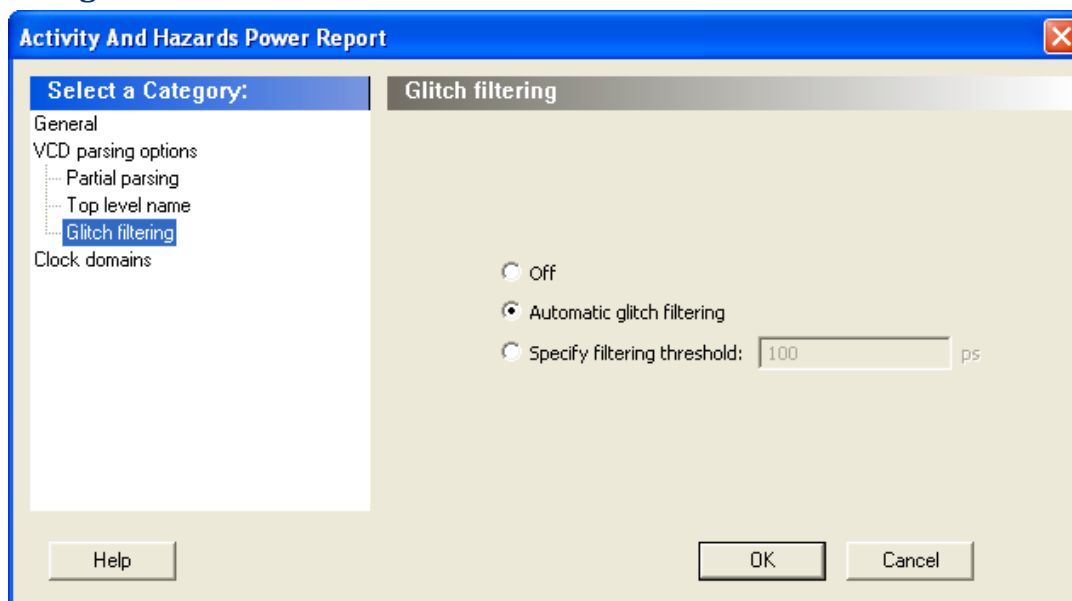 Activity And Hazards Power Report
Select a Category:
General
VCD parsing options
Partial parsing
Top level name
Glitch filtering
Clock domains
Glitch filtering
Off
Automatic glitch filtering
Specify filtering threshold: 100 ps
Help
OK
Cancel